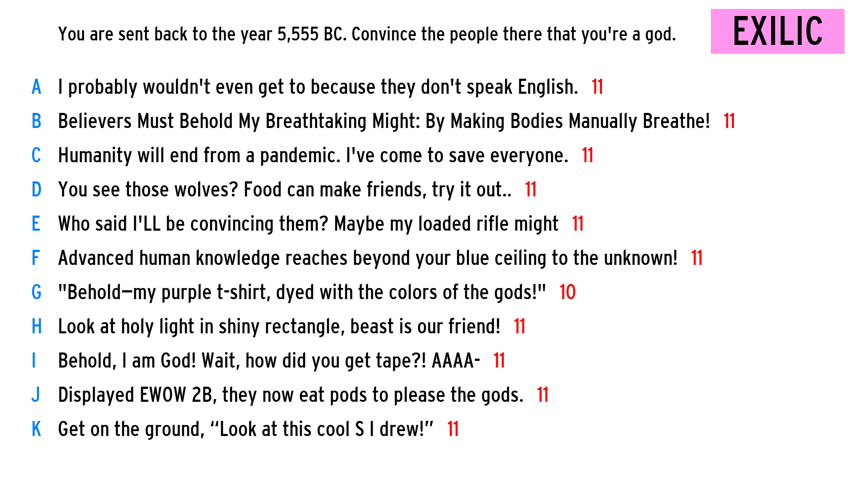 You are sent back to the year 5,555 BC. Convince the people there that you're a god.
EXILIC
A I probably wouldn't even get to because they don't speak English. 11
B Believers Must Behold My Breathtaking Might: By Making Bodies Manually Breathe! 11
C Humanity will end from a pandemic. I've come to save everyone. 11
D You see those wolves? Food can make friends, try it out.. 11
E Who said I'LL be convincing them? Maybe my loaded rifle might 11
F Advanced human knowledge reaches beyond your blue ceiling to the unknown! 11
G "Behold—my purple t-shirt, dyed with the colors of the gods!" 10
H Look at holy light in shiny rectangle, beast is our friend! 11
I Behold, I am God! Wait, how did you get tape?! AAAA- 11
J Displayed EWOW 2B, they now eat pods to please the gods. 11
K Get on the ground, “Look at this cool S I drew!” 11